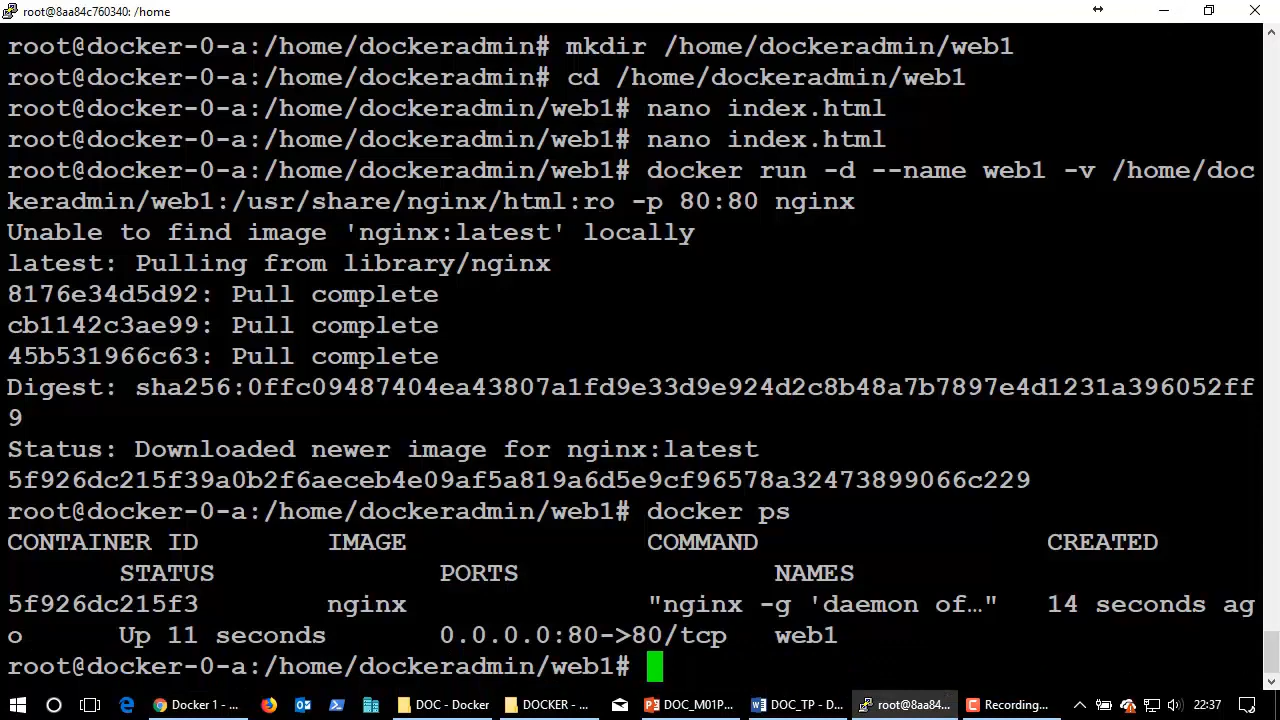 root@8aa84c760340: /home
root@docker-0-a:/home/dockeradmin# mkdir /home/dockeradmin/web1
root@docker-0-a:/home/dockeradmin# cd /home/dockeradmin/web1
root@docker-0-a:/home/dockeradmin/web1# nano index.html
root@docker-0-a:/home/dockeradmin/web1# nano index.html
root@docker-0-a:/home/dockeradmin/web1# docker run -d --name web1 -v /home/doc
keradmin/web1:/usr/share/nginx/html:ro -p 80:80 nginx
Unable to find image 'nginx:latest' locally
latest: Pulling from library/nginx
8176e34d5d92: Pull complete
cb1142c3ae99: Pull complete
45b531966c63: Pull complete
Digest: sha256:0ffc09487404ea43807a1fd9e33d9e924d2c8b48a7b7897e4d1231a396052ff
9
Status: Downloaded newer image for nginx:latest
5f926dc215f39a0b2f6aeceb4e09af5a819a6d5e9cf96578a32473899066c229
root@docker-0-a:/home/dockeradmin/web1# docker ps
CONTAINER ID IMAGE COMMAND CREATED
STATUS PORTS NAMES
5f926dc215f3 nginx "nginx -g 'daemon of…" 14 seconds ag
o Up 11 seconds 0.0.0.0:80->80/tcp web1
root@docker-0-a:/home/dockeradmin/web1#
Docker 1 - ... DOC - Docker DOCKER - ... DOC_M01P... DOC_TP - D... root@8aa84... Recording... 22:37